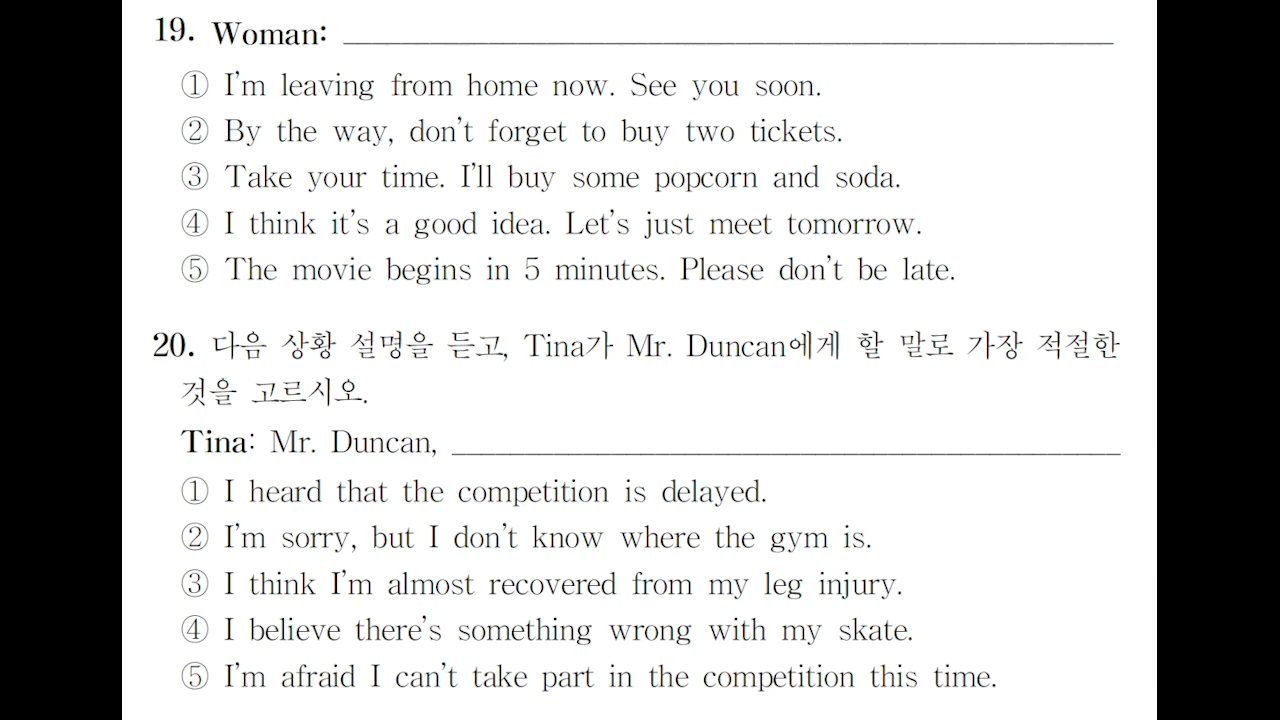 19. Woman: ________________________________________________
① I'm leaving from home now. See you soon.
② By the way, don't forget to buy two tickets.
③ Take your time. I'll buy some popcorn and soda.
④ I think it's a good idea. Let's just meet tomorrow.
⑤ The movie begins in 5 minutes. Please don't be late.
20. 다음 상황 설명을 듣고, Tina가 Mr. Duncan에게 할 말로 가장 적절한
것을 고르시오.
Tina: Mr. Duncan, ________________________________________
① I heard that the competition is delayed.
② I'm sorry, but I don't know where the gym is.
③ I think I'm almost recovered from my leg injury.
④ I believe there's something wrong with my skate.
⑤ I'm afraid I can't take part in the competition this time.